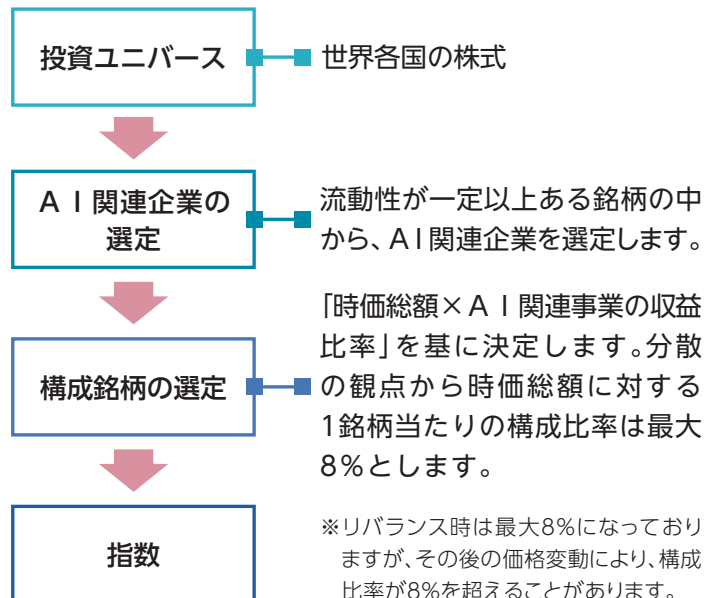 投資ユニバース
世界各国の株式
ＡＩ関連企業の
選定
流動性が一定以上ある銘柄の中
から、ＡＩ関連企業を選定します。
構成銘柄の選定
「時価総額×ＡＩ関連事業の収益
比率」を基に決定します。分散
の観点から時価総額に対する
1銘柄当たりの構成比率は最大
8％とします。
指数
※リバランス時は最大8％になっており
ますが、その後の価格変動により、構成
比率が8％を超えることがあります。